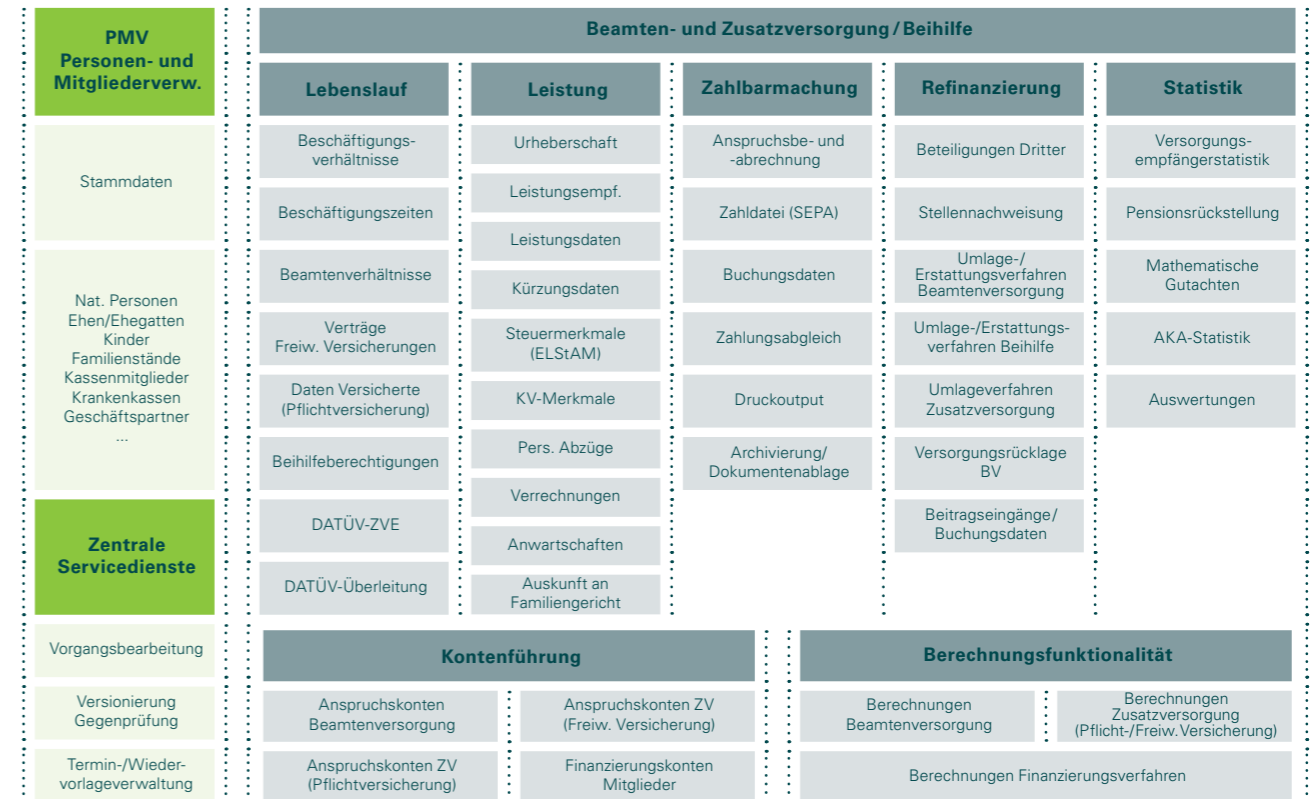 PMV
Personen- und
Mitgliederverw.
Stammdaten
Nat. Personen
Ehen/Ehegatten
Kinder
Familienstände
Kassenmitglieder
Krankenkassen
Geschäftspartner
...
Zentrale
Servicedienste
Vorgangsbearbeitung
Versionierung
Gegenprüfung
Termin-/Wieder-
vorlageverwaltung
Beamten- und Zusatzversorgung / Beihilfe
Lebenslauf
Beschäftigungs-
verhältnisse
Beschäftigungszeiten
Beamtenverhältnisse
Verträge
Freiw. Versicherungen
Daten Versicherte
(Pflichtversicherung)
Beihilfeberechtigungen
DATÜV-ZVE
DATÜV-Überleitung
Leistung
Urheberschaft
Leistungsempf.
Leistungsdaten
Kürzungsdaten
Steuermerkmale
(ELStAM)
KV-Merkmale
Pers. Abzüge
Verrechnungen
Anwartschaften
Auskunft an
Familiengericht
Zahlbarmachung
Anspruchsbe- und
-abrechnung
Zahldatei (SEPA)
Buchungsdaten
Zahlungsabgleich
Druckoutput
Archivierung/
Dokumentenablage
Refinanzierung
Beteiligungen Dritter
Stellennachweisung
Umlage-/
Erstattungsverfahren
Beamtenversorgung
Umlage-/Erstattungs-
verfahren Beihilfe
Umlageverfahren
Zusatzversorgung
Versorgungsrücklage
BV
Beitragseingänge/
Buchungsdaten
Statistik
Versorgungs-
empfängerstatistik
Pensionsrückstellung
Mathematische
Gutachten
AKA-Statistik
Auswertungen
Kontenführung
Anspruchskonten
Beamtenversorgung
Anspruchskonten ZV
(Freiw. Versicherung)
Anspruchskonten ZV
(Pflichtversicherung)
Finanzierungskonten
Mitglieder
Berechnungsfunktionalität
Berechnungen
Beamtenversorgung
Berechnungen
Zusatzversorgung
(Pflicht-/Freiw. Versicherung)
Berechnungen Finanzierungsverfahren